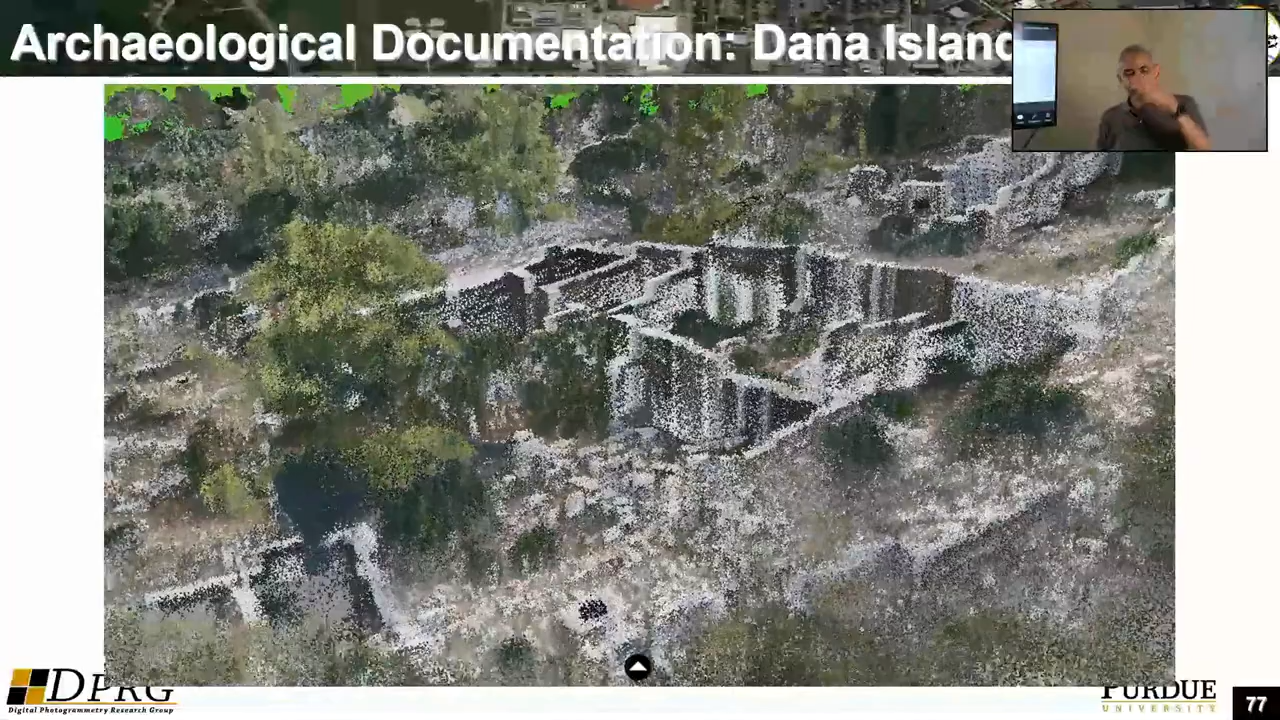 Archaeological Documentation: Dana Island
DPRG
Digital Photogrammetry Research Group
PURDUE
UNIVERSITY
77